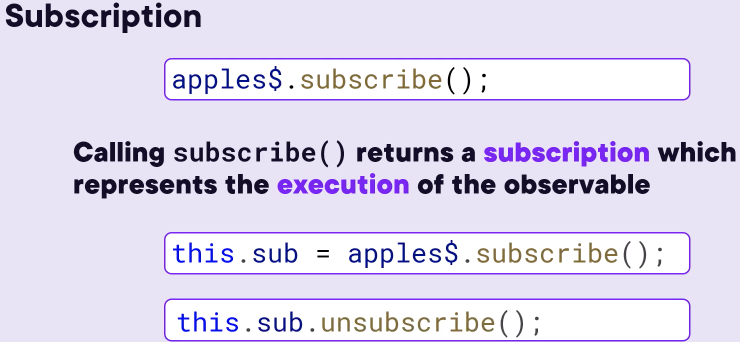 Subscription
apples$.subscribe();
Calling subscribe() returns a subscription which
represents the execution of the observable
this.sub = apples$.subscribe();
this.sub.unsubscribe();